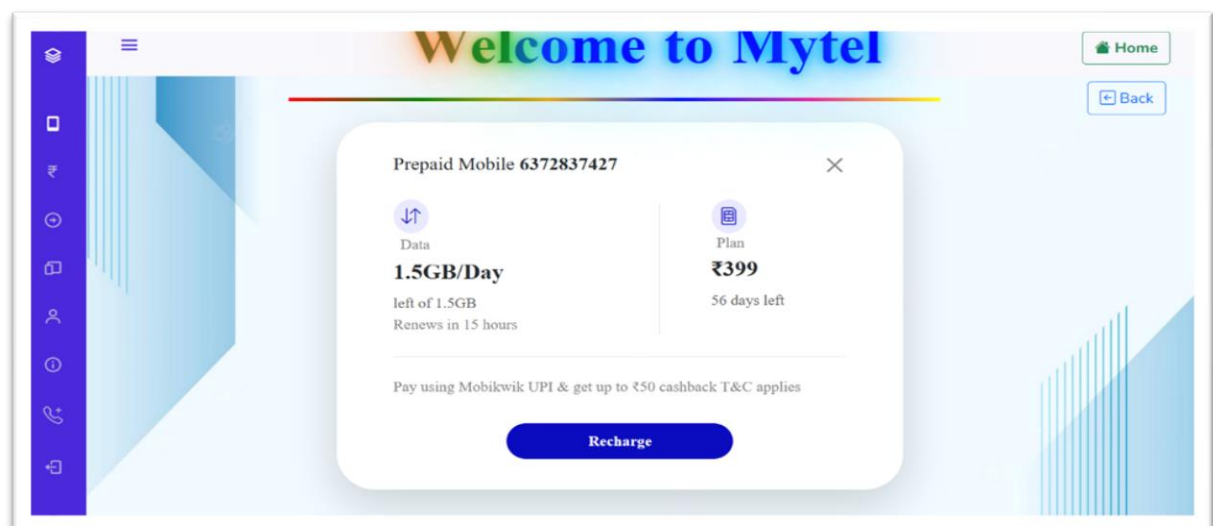 Welcome to Mytel
Home
Back
Prepaid Mobile 6372837427
Data
1.5GB/Day
left of 1.5GB
Renews in 15 hours
Plan
₹399
56 days left
Pay using Mobikwik UPI & get up to ₹50 cashback T&C applies
Recharge